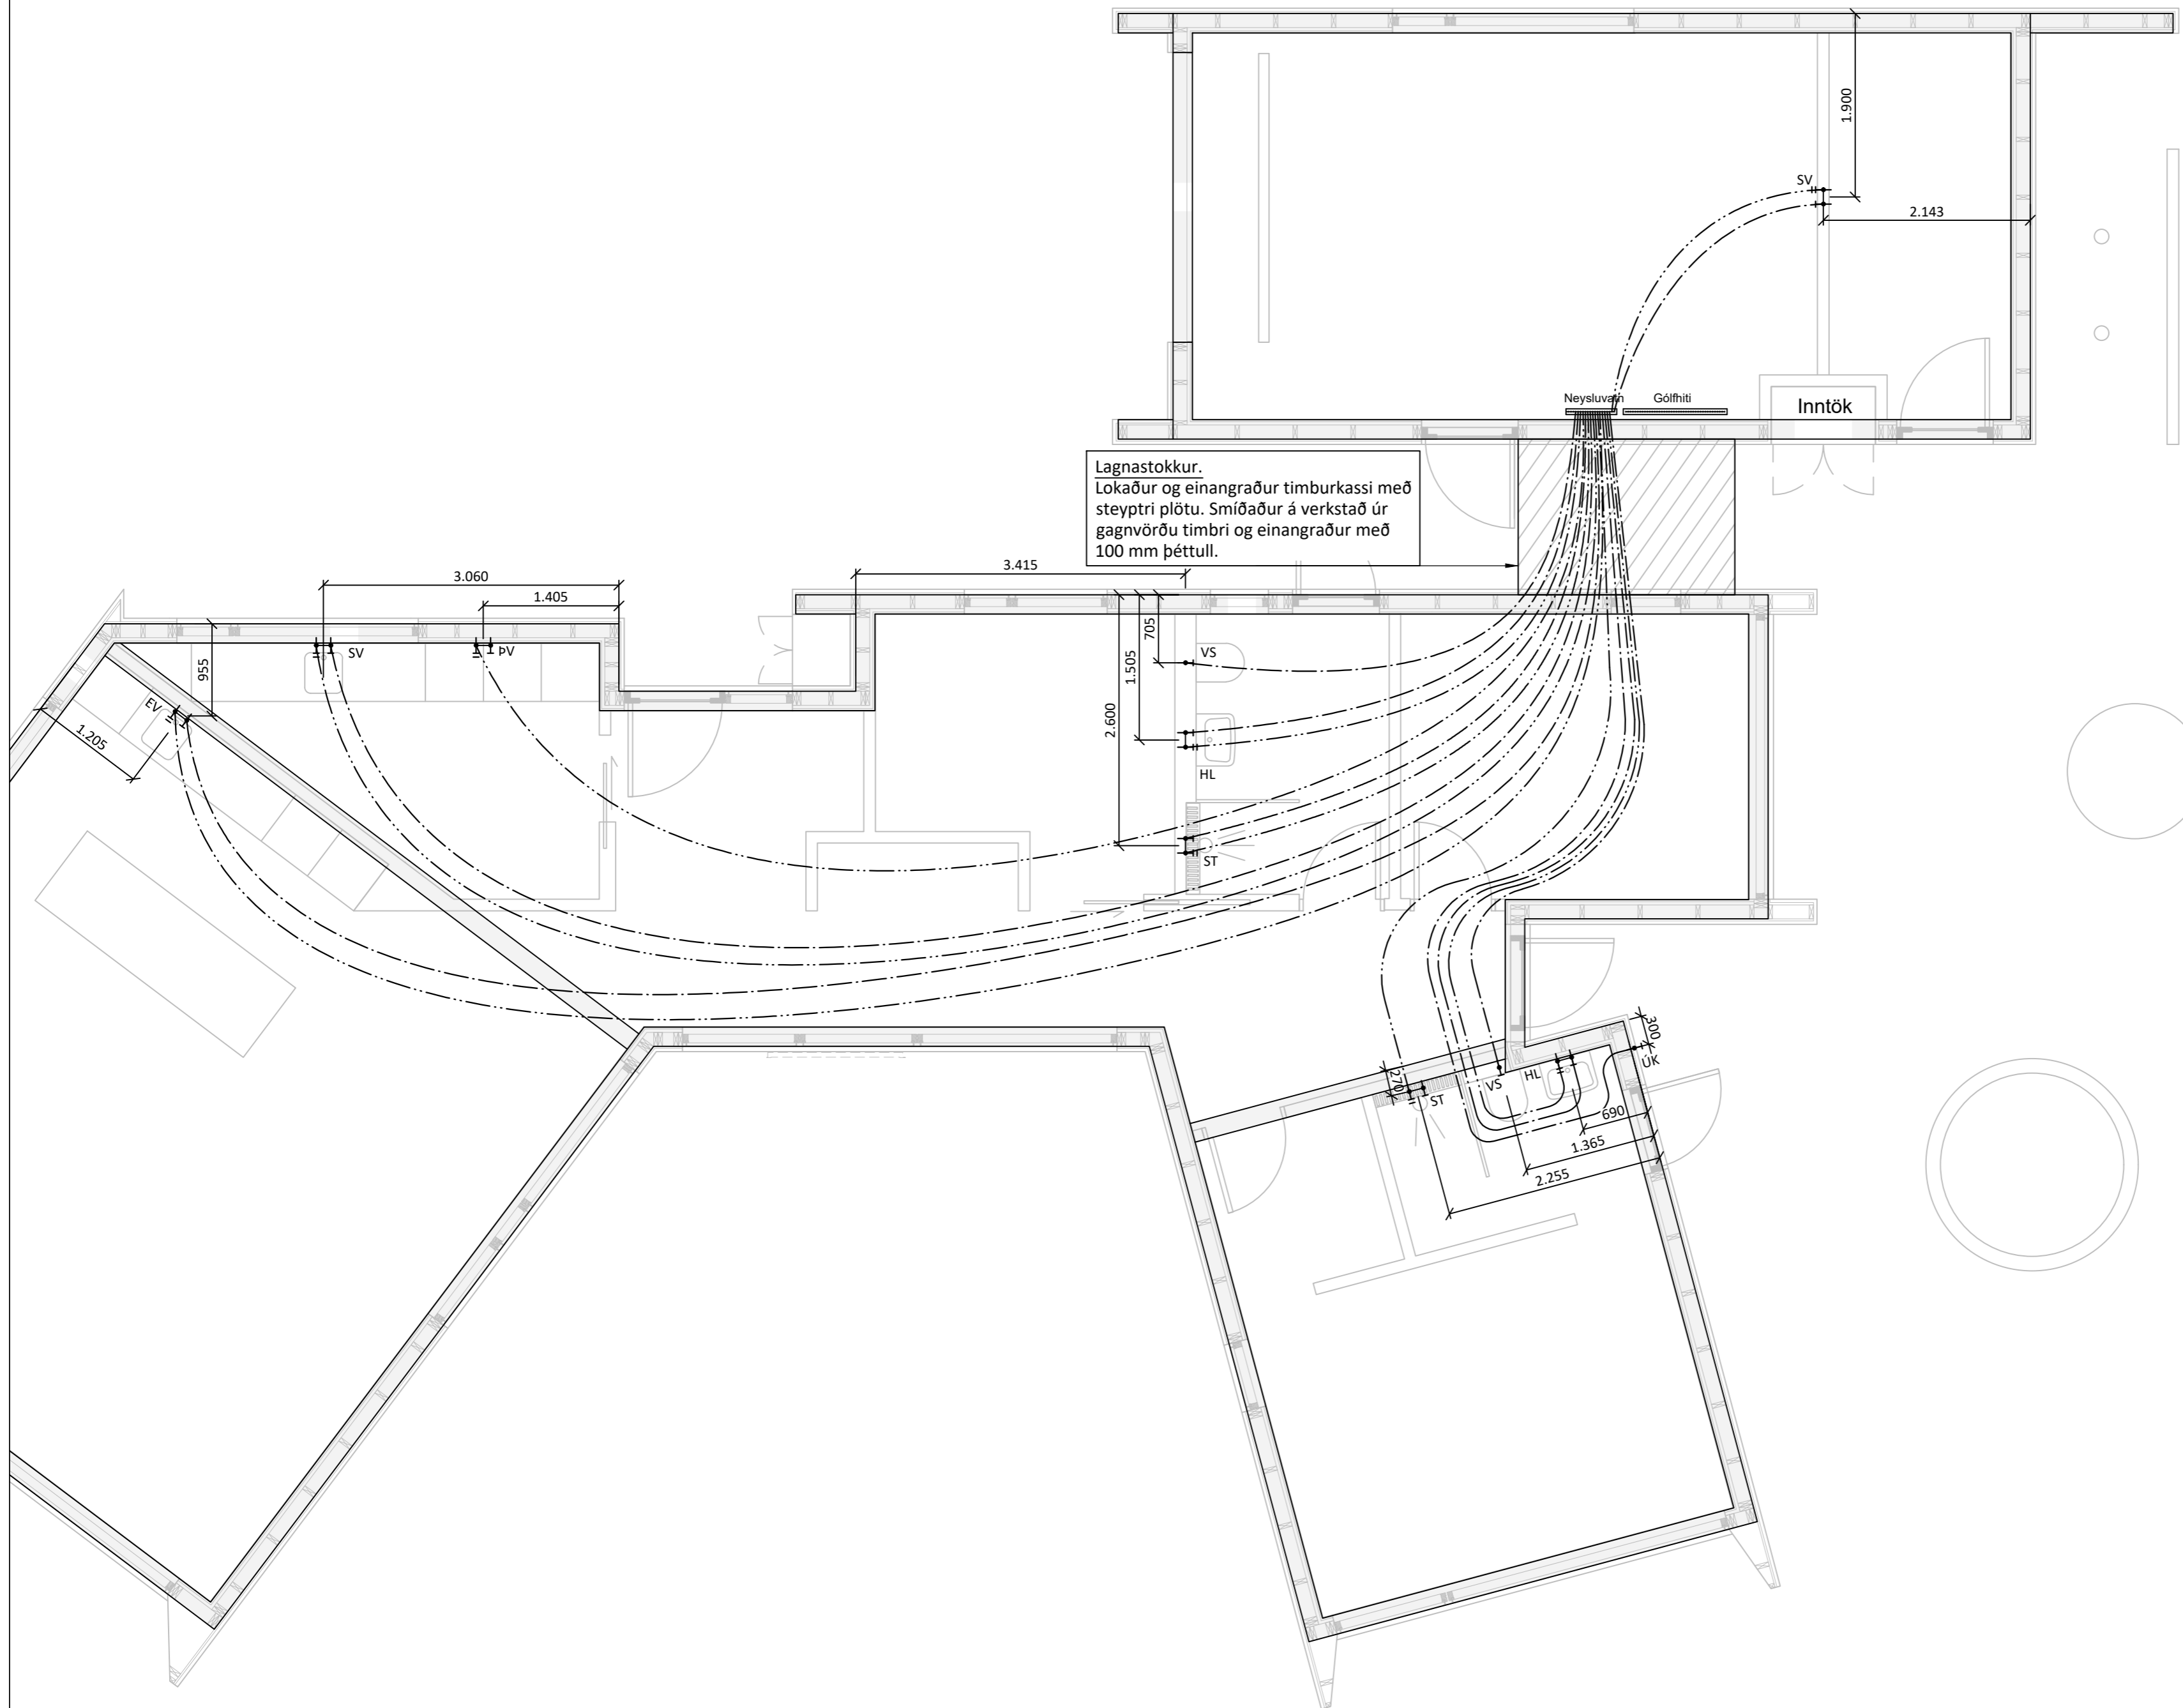 1.900
SV
2.143
Neysluvatn
Gólfhiti
Inntök
Lagnastokkur.
Lokaður og einangraður timburkassi með
steyptri plötu. Smíðaður á verkstað úr
gagnvörðu timbri og einangraður með
100 mm þéttull.
3.060
3.415
1.405
705
1.505
2.600
955
SV
ÞV
VS
EV
1.205
HL
ST
300
ÚK
270
ST
VS
HL
690
1.365
2.255